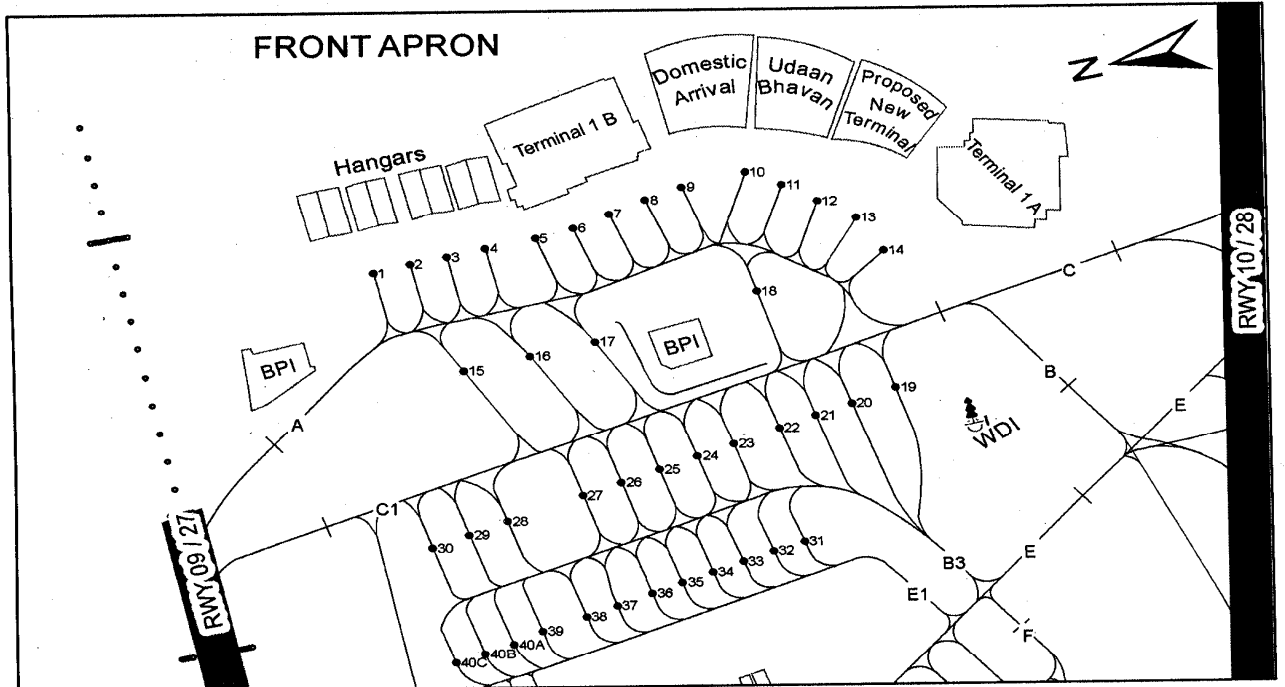 FRONT APRON
N
Domestic
Arrival
Udaan
Bhavan
Proposed
New
Terminal
Terminal 1 B
Terminal 1 A
Hangars
1
2
3
4
5
6
7
8
9
10
11
12
13
14
C
RWY 10 / 28
18
BPI
17
16
15
BPI
A
B
E
WDI
19
20
21
22
23
24
25
26
27
28
29
30
C1
RWY 09 / 27
31
32
33
34
35
36
37
38
39
40A
40B
40C
B3
E
E1
F